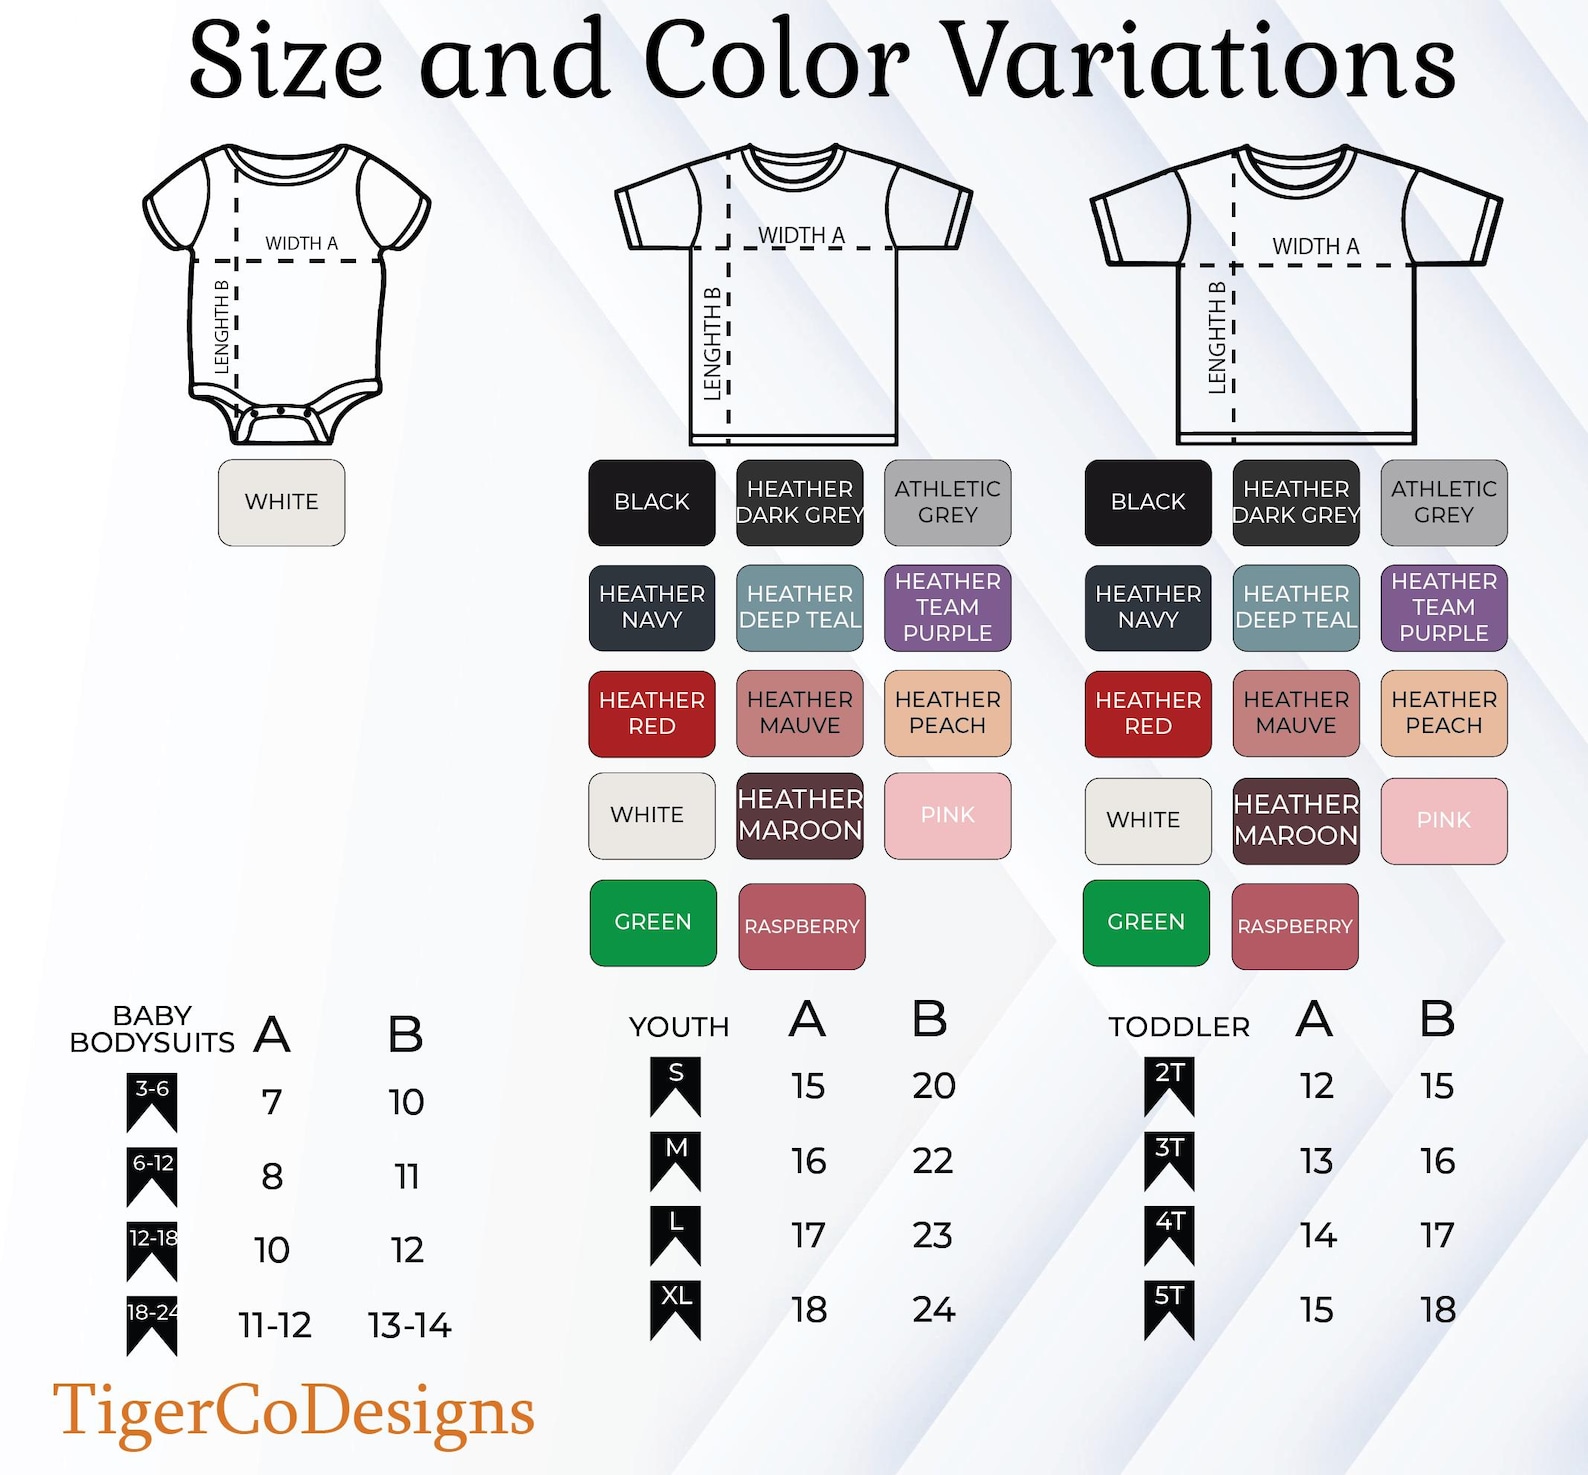 Size and Color Variations
WIDTH A
LENGHTH B
WIDTH A
LENGHTH B
WIDTH A
LENGHTH B
WHITE
BLACK
HEATHER
DARK GREY
ATHLETIC
GREY
HEATHER
NAVY
HEATHER
DEEP TEAL
HEATHER
TEAM
PURPLE
HEATHER
RED
HEATHER
MAUVE
HEATHER
PEACH
WHITE
HEATHER
MAROON
PINK
GREEN
RASPBERRY
BLACK
HEATHER
DARK GREY
ATHLETIC
GREY
HEATHER
NAVY
HEATHER
DEEP TEAL
HEATHER
TEAM
PURPLE
HEATHER
RED
HEATHER
MAUVE
HEATHER
PEACH
WHITE
HEATHER
MAROON
PINK
GREEN
RASPBERRY
BABY
BODYSUITS A B
3-6 7 10
6-12 8 11
12-18 10 12
18-24 11-12 13-14
YOUTH A B
S 15 20
M 16 22
L 17 23
XL 18 24
TODDLER A B
2T 12 15
3T 13 16
4T 14 17
5T 15 18
TigerCoDesigns